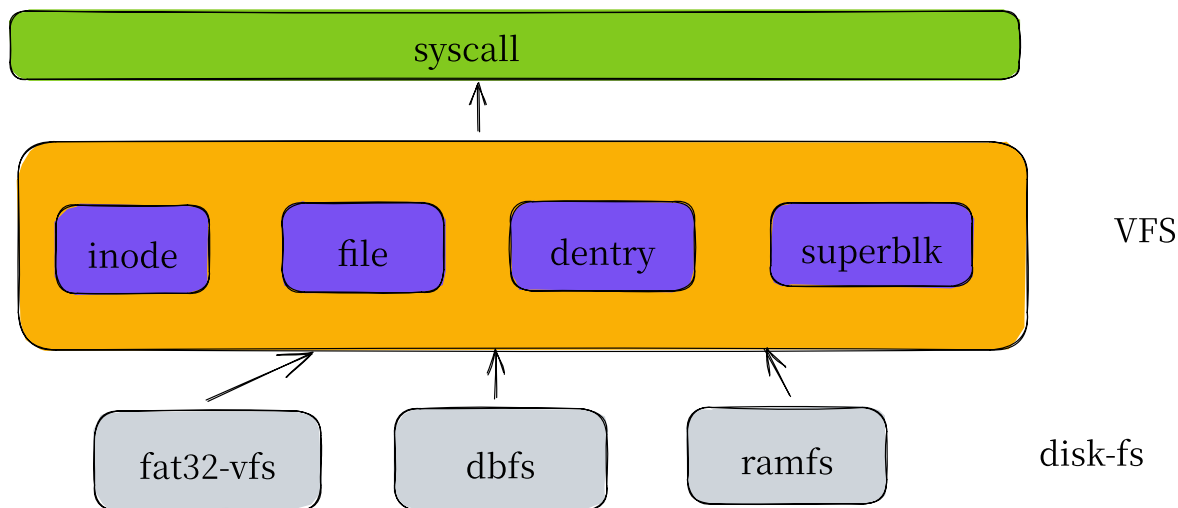 syscall
inode file dentry superblk
VFS
fat32-vfs dbfs ramfs
disk-fs